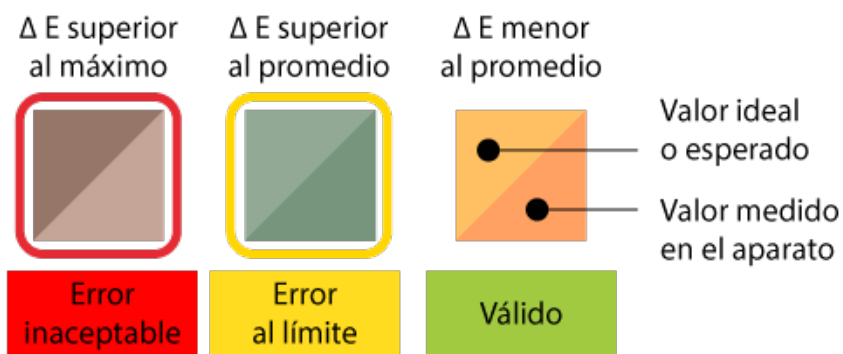 Δ E superior
al máximo
Δ E superior
al promedio
Δ E menor
al promedio
Valor ideal
o esperado
Valor medido
en el aparato
Error
inaceptable
Error
al límite
Válido